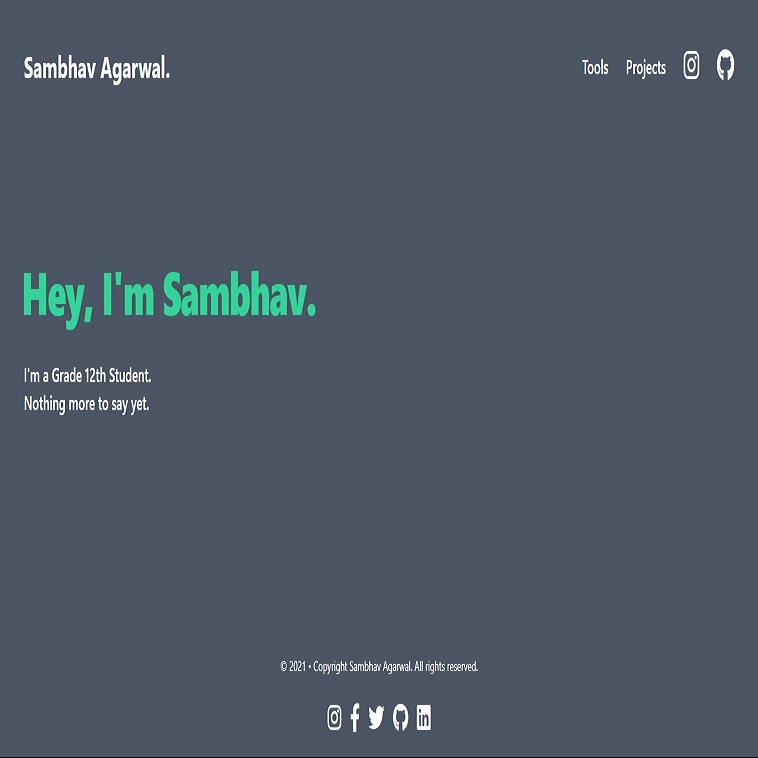 Sambhav Agarwal.
Tools Projects
Hey, I'm Sambhav.
I'm a Grade 12th Student.
Nothing more to say yet.
© 2021 • Copyright Sambhav Agarwal. All rights reserved.